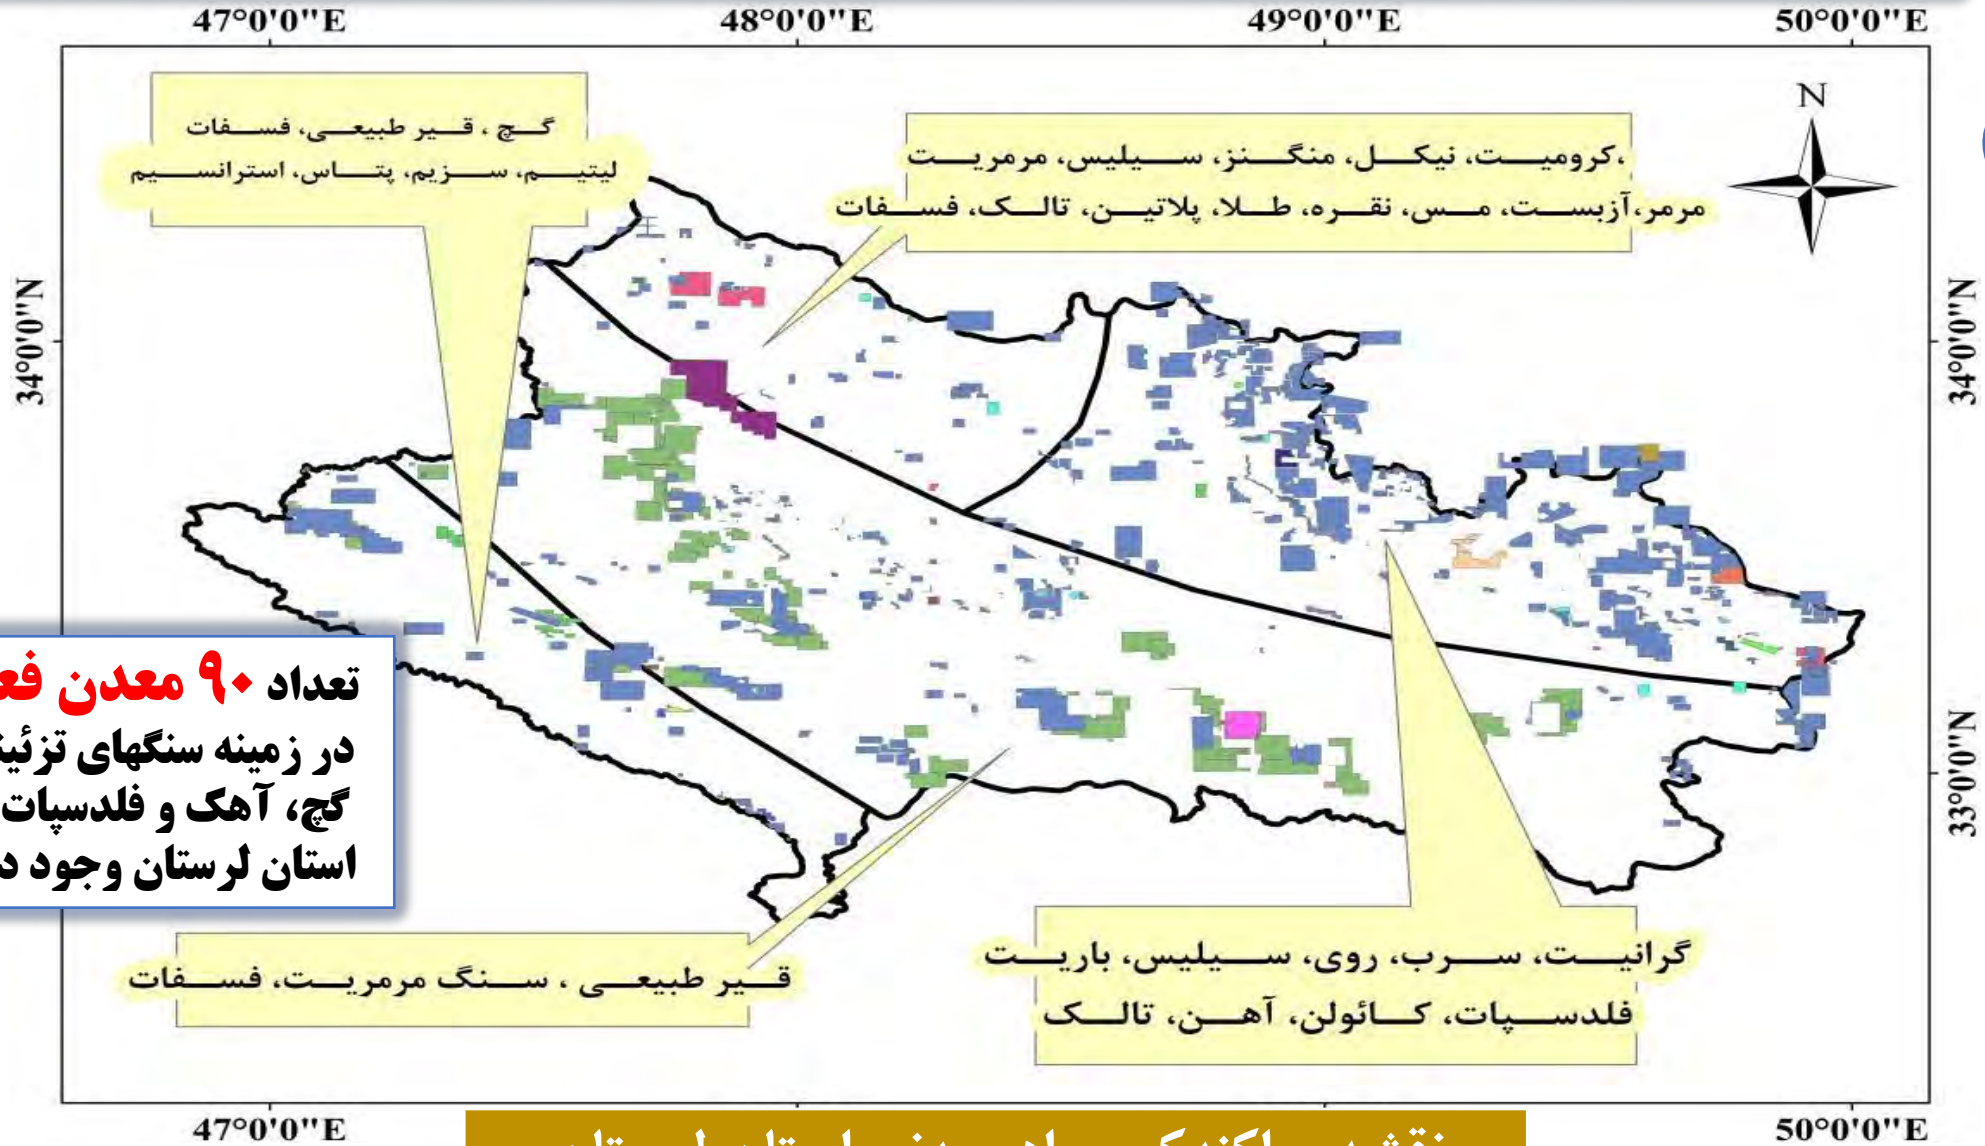 47°0'0"E 48°0'0"E 49°0'0"E 50°0'0"E
N
گچ ، قیر طبیعی، فسفات
لیتیم، سزیم، پتاس، استرانسیم
کرومیت، نیکل، منگنز، سیلیس، مرمریت،
مرمر،آزبست، مس، نقره، طلا، پلاتین، تالک، فسفات
34°0'0"N 34°0'0"N
33°0'0"N
تعداد ۹۰ معدن
در زمینه سنگهای
گچ، آهک و فلدسپات
استان لرستان وجود
قیر طبیعی ، سنگ مرمریت، فسفات
گرانیت، سرب، روی، سیلیس، باریت
فلدسپات، کائولن، آهن، تالک
47°0'0"E 50°0'0"E